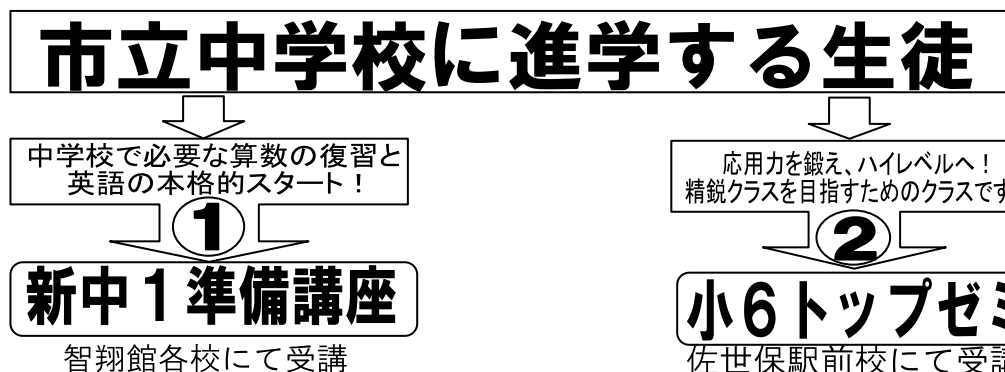 市立中学校に進学する生徒
中学校で必要な算数の復習と
英語の本格的スタート！
1
新中１準備講座
智翔館各校にて受講
応用力を鍛え、ハイレベルへ！
精鋭クラスを目指すためのクラスです
2
小６トップゼミ
佐世保駅前校にて受講